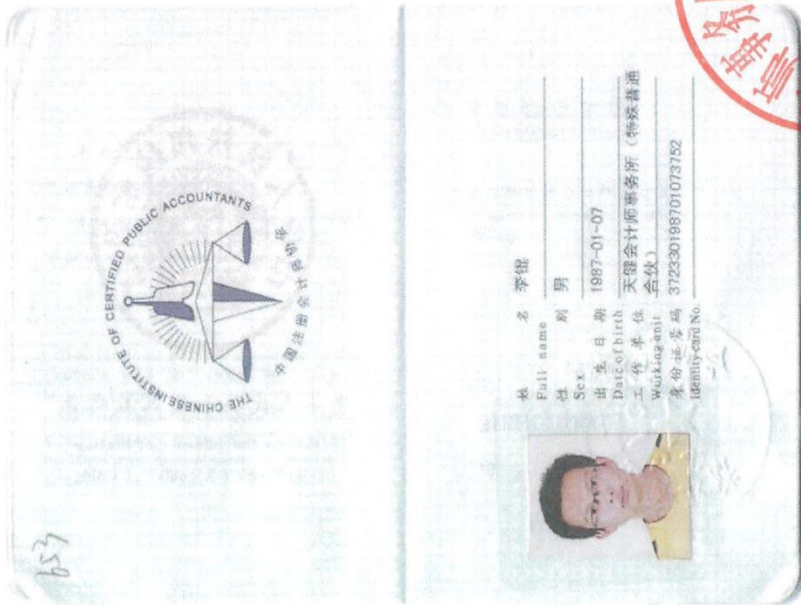 THE CHINESE INSTITUTE OF CERTIFIED PUBLIC ACCOUNTANTS
中国注册会计师协会
姓 名 李锟
Full name
性 别 男
Sex
出 生 日 期 1987-01-07
Date of birth
工 作 单 位 天健会计师事务所（特殊普通
Working unit 合伙）
身份证号码 372330198701073752
Identity card No.
师事务